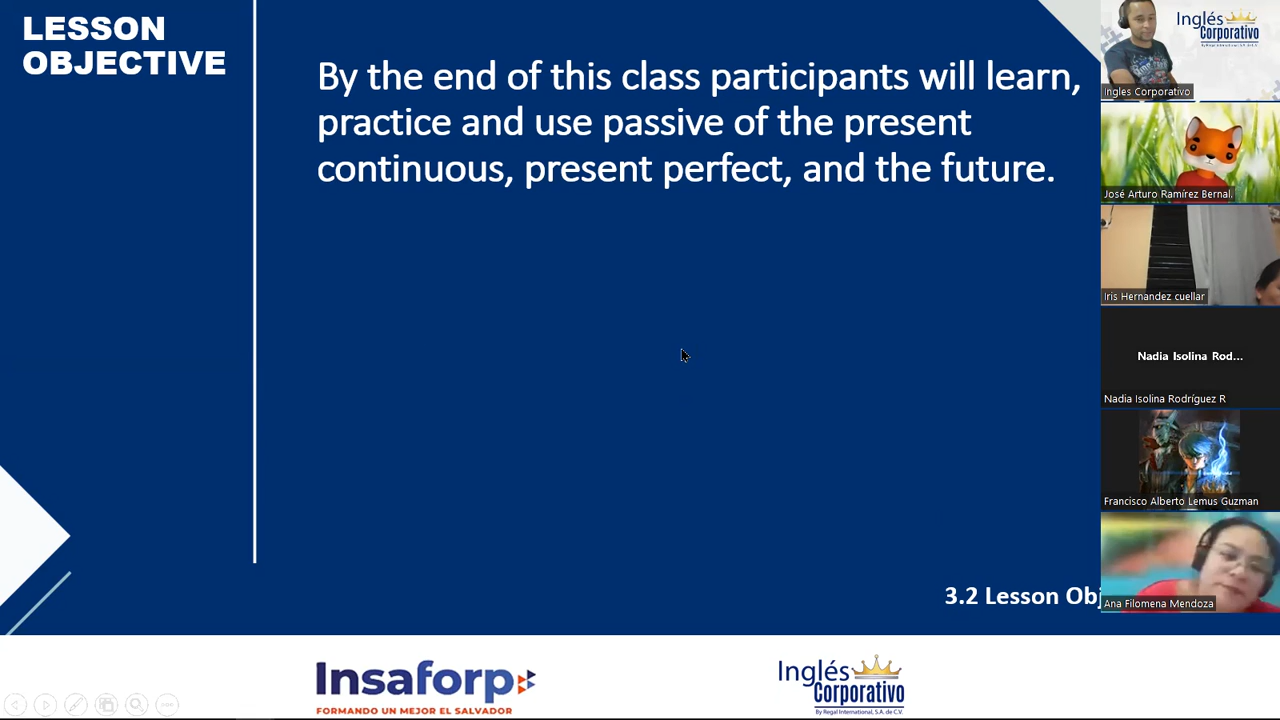 LESSON
OBJECTIVE
By the end of this class participants will learn,
practice and use passive of the present
continuous, present perfect, and the future.
3.2 Lesson Obj
Insaforp
FORMANDO UN MEJOR EL SALVADOR
Inglés
Corporativo
By Regal International, S.A. de C.V.
Inglés
Corporativo
Ingles Corporativo
José Arturo Ramírez Bernal.
Iris Hernandez cuellar
Nadia Isolina Rod...
Nadia Isolina Rodríguez R
Francisco Alberto Lemus Guzman
Ana Filomena Mendoza